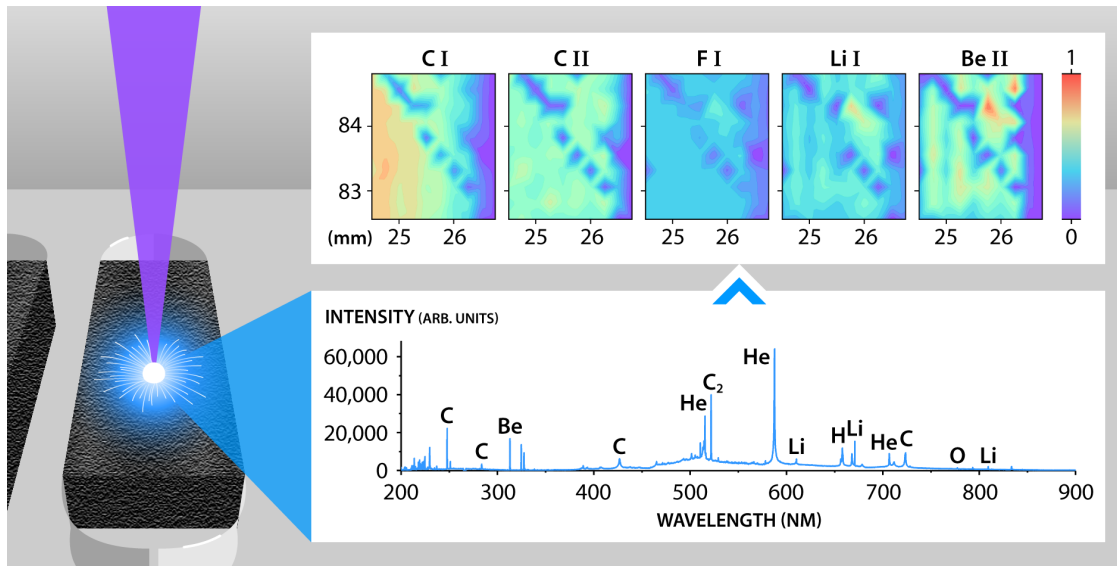 C I C II F I Li I Be II 1
84
83
(mm) 25 26 25 26 25 26 25 26 25 26 0
INTENSITY (ARB. UNITS)
60,000
40,000
20,000
0
C C Be C He C₂ He Li H Li He C O Li
200 300 400 500 600 700 800 900
WAVELENGTH (NM)